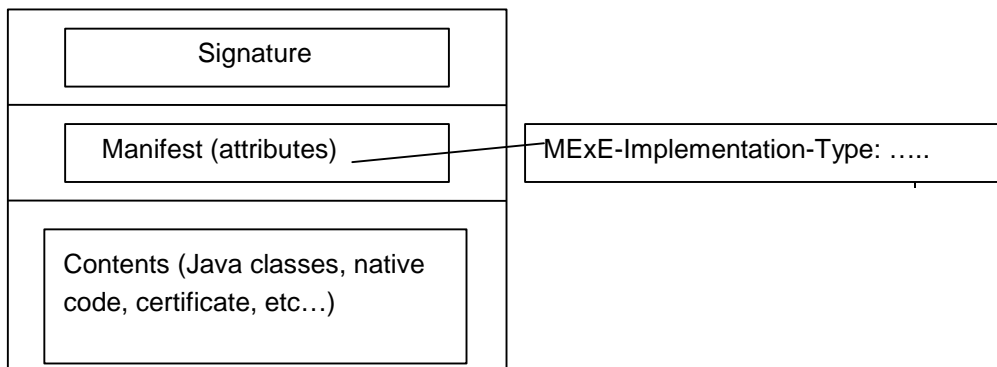 Signature
Manifest (attributes)
MExE-Implementation-Type: …..
Contents (Java classes, native
code, certificate, etc…)